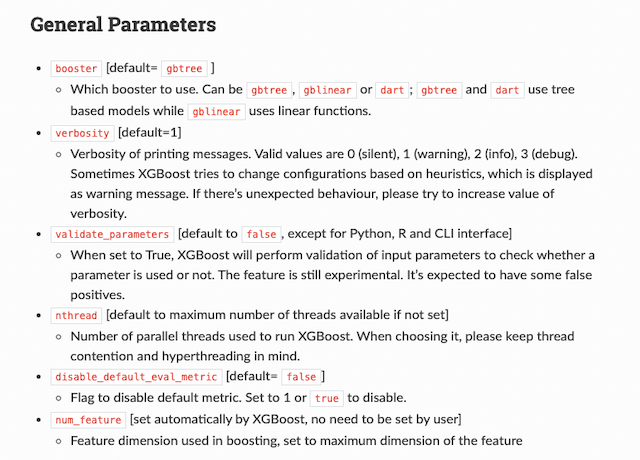 General Parameters
booster [default= gbtree ]
Which booster to use. Can be gbtree, gblinear or dart; gbtree and dart use tree
based models while gblinear uses linear functions.
verbosity [default=1]
Verbosity of printing messages. Valid values are 0 (silent), 1 (warning), 2 (info), 3 (debug).
Sometimes XGBoost tries to change configurations based on heuristics, which is displayed
as warning message. If there's unexpected behaviour, please try to increase value of
verbosity.
validate_parameters [default to false, except for Python, R and CLI interface]
When set to True, XGBoost will perform validation of input parameters to check whether a
parameter is used or not. The feature is still experimental. It's expected to have some false
positives.
nthread [default to maximum number of threads available if not set]
Number of parallel threads used to run XGBoost. When choosing it, please keep thread
contention and hyperthreading in mind.
disable_default_eval_metric [default= false]
Flag to disable default metric. Set to 1 or true to disable.
num_feature [set automatically by XGBoost, no need to be set by user]
Feature dimension used in boosting, set to maximum dimension of the feature